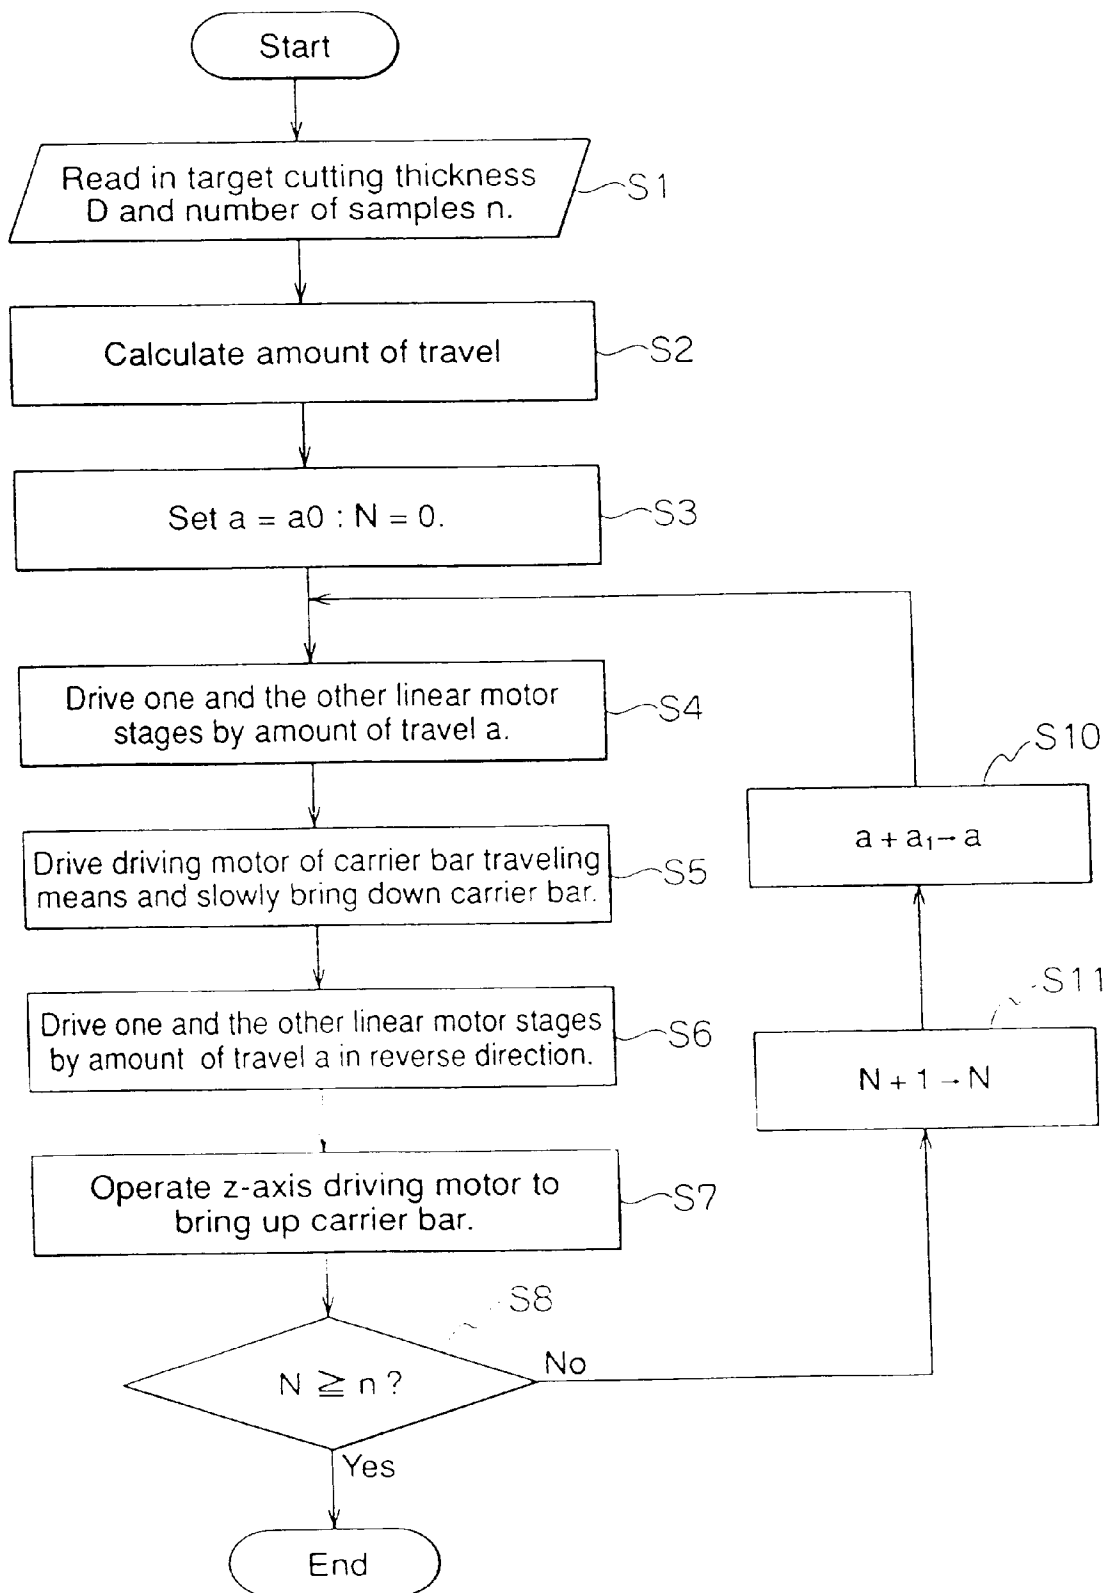 Start
Read in target cutting thickness
D and number of samples n.
S1
Calculate amount of travel
S2
Set a = a0 : N = 0.
S3
Drive one and the other linear motor
stages by amount of travel a.
S4
Drive driving motor of carrier bar traveling
means and slowly bring down carrier bar.
S5
Drive one and the other linear motor stages
by amount of travel a in reverse direction.
S6
Operate z-axis driving motor to
bring up carrier bar.
S7
N ≧ n ?
S8
No
Yes
End
S10
a + a₁ → a
S11
N + 1 → N